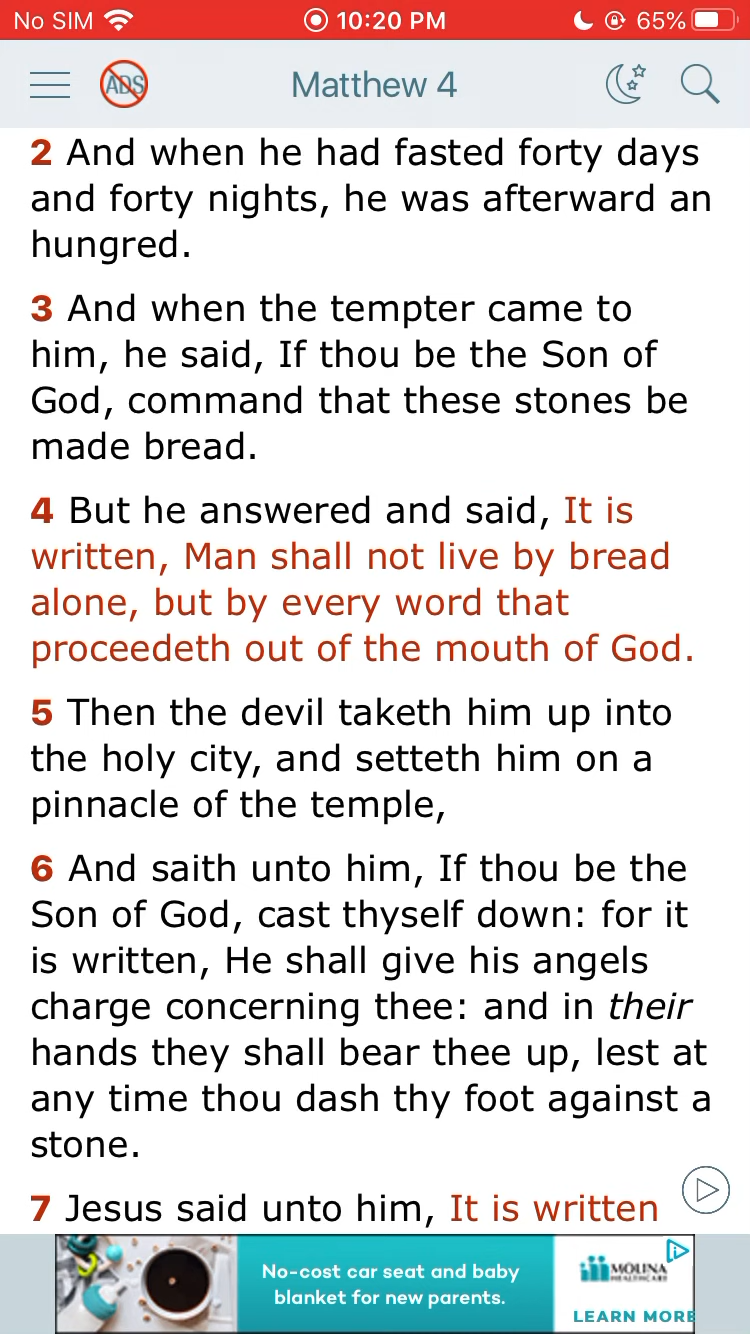 No SIM 10:20 PM 65%
ADS Matthew 4
2 And when he had fasted forty days
and forty nights, he was afterward an
hungred.
3 And when the tempter came to
him, he said, If thou be the Son of
God, command that these stones be
made bread.
4 But he answered and said, It is
written, Man shall not live by bread
alone, but by every word that
proceedeth out of the mouth of God.
5 Then the devil taketh him up into
the holy city, and setteth him on a
pinnacle of the temple,
6 And saith unto him, If thou be the
Son of God, cast thyself down: for it
is written, He shall give his angels
charge concerning thee: and in their
hands they shall bear thee up, lest at
any time thou dash thy foot against a
stone.
7 Jesus said unto him, It is written
No-cost car seat and baby
blanket for new parents.
MOLINA
HEALTHCARE
LEARN MORE